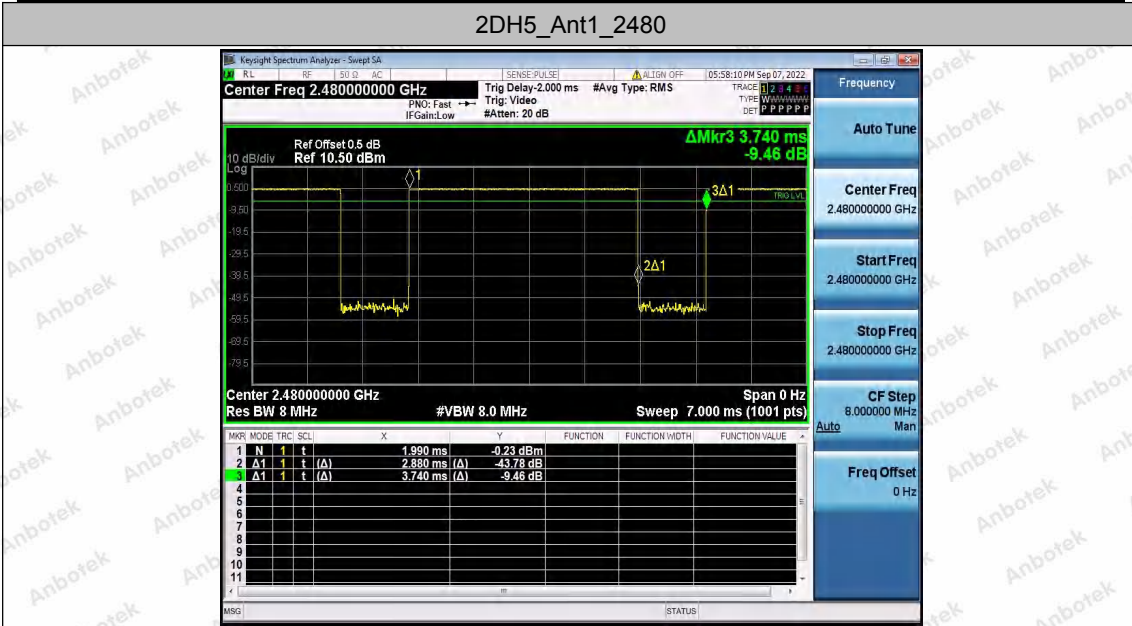 2DH5_Ant1_2480
Keysight Spectrum Analyzer - Swept SA
RL RF 50 Ω AC SENSE:PULSE ALIGN OFF 05:58:10 PM Sep 07, 2022
Center Freq 2.480000000 GHz
PNO: Fast
IFGain:Low
Trig Delay-2.000 ms
Trig: Video
#Atten: 20 dB
#Avg Type: RMS
TRACE 1 2 3 4 5 6
TYPE WWWWWW
DET P P P P P P
Ref Offset 0.5 dB
10 dB/div Ref 10.50 dBm
Log
ΔMkr3 3.740 ms
-9.46 dB
0.500
-9.50
-19.5
-29.5
-39.5
-49.5
-59.5
-69.5
-79.5
1
2Δ1
3Δ1
TRIG LVL
Center 2.480000000 GHz Span 0 Hz
Res BW 8 MHz #VBW 8.0 MHz Sweep 7.000 ms (1001 pts)
MKR MODE TRC SCL X Y FUNCTION FUNCTION WIDTH FUNCTION VALUE
1 N 1 t 1.990 ms -0.23 dBm
2 Δ1 1 t (Δ) 2.880 ms (Δ) -43.78 dB
3 Δ1 1 t (Δ) 3.740 ms (Δ) -9.46 dB
4
5
6
7
8
9
10
11
MSG STATUS
Frequency
Auto Tune
Center Freq
2.480000000 GHz
Start Freq
2.480000000 GHz
Stop Freq
2.480000000 GHz
CF Step
8.000000 MHz
Auto Man
Freq Offset
0 Hz
Anbotek